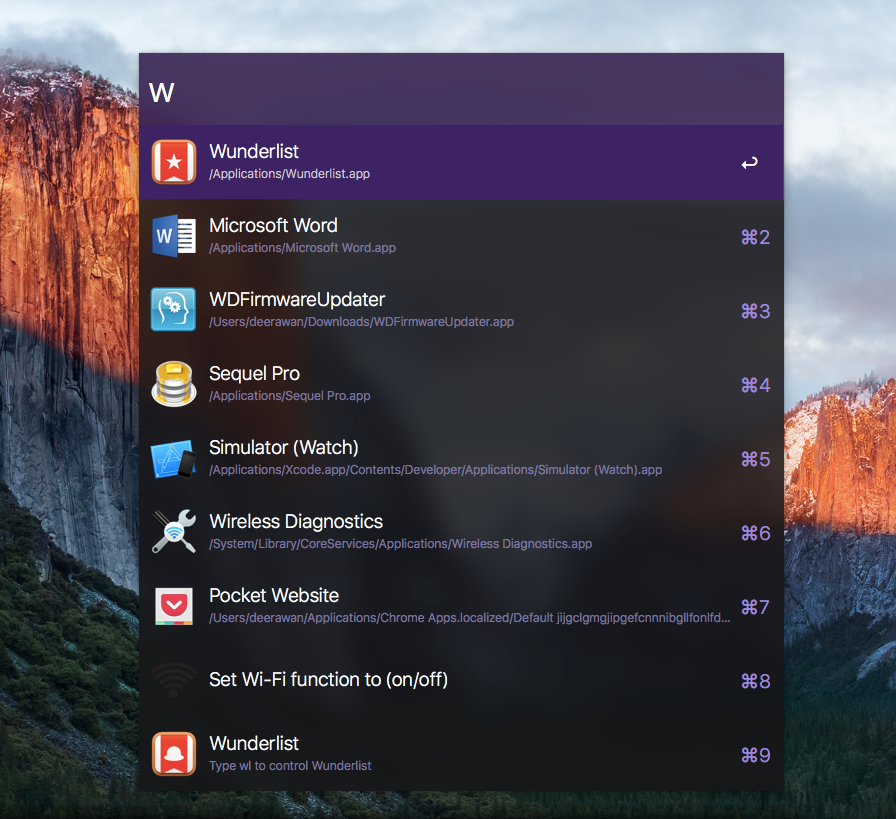 W
Wunderlist
/Applications/Wunderlist.app
Microsoft Word
/Applications/Microsoft Word.app
⌘2
WDFirmwareUpdater
/Users/deerawan/Downloads/WDFirmwareUpdater.app
⌘3
Sequel Pro
/Applications/Sequel Pro.app
⌘4
Simulator (Watch)
/Applications/Xcode.app/Contents/Developer/Applications/Simulator (Watch).app
⌘5
Wireless Diagnostics
/System/Library/CoreServices/Applications/Wireless Diagnostics.app
⌘6
Pocket Website
/Users/deerawan/Applications/Chrome Apps.localized/Default jijgclgmgjipgefcnnnibgllfonlfd...
⌘7
Set Wi-Fi function to (on/off)
⌘8
Wunderlist
Type wl to control Wunderlist
⌘9